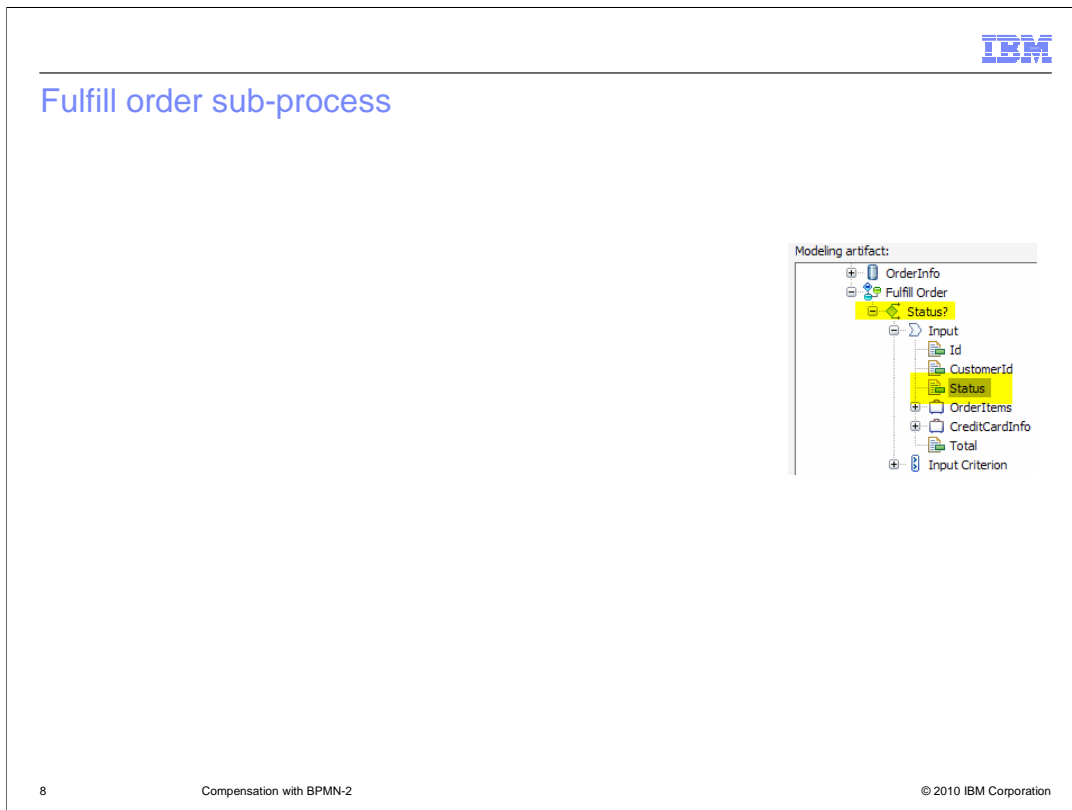 IBM
Fulfill order sub-process
Modeling artifact:
OrderInfo
Fulfill Order
Status?
Input
Id
CustomerId
Status
OrderItems
CreditCardInfo
Total
Input Criterion
8 Compensation with BPMN-2 © 2010 IBM Corporation